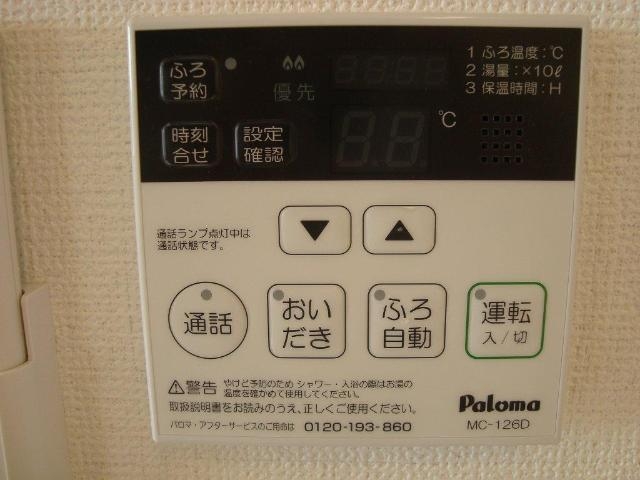 ふろ
予約
優先
1 ふろ温度:℃
2 湯量:×10ℓ
3 保温時間:H
時刻
合せ
設定
確認
℃
通話ランプ点灯中は
通話状態です。
▼
▲
通話
おい
だき
ふろ
自動
運転
入/切
⚠警告 やけど予防のため シャワー・入浴の際はお湯の
温度を確かめて使用してください。
取扱説明書をお読みのうえ、正しくご使用ください。
パロマ・アフターサービスのご用命は 0120-193-860
Paloma
MC-126D